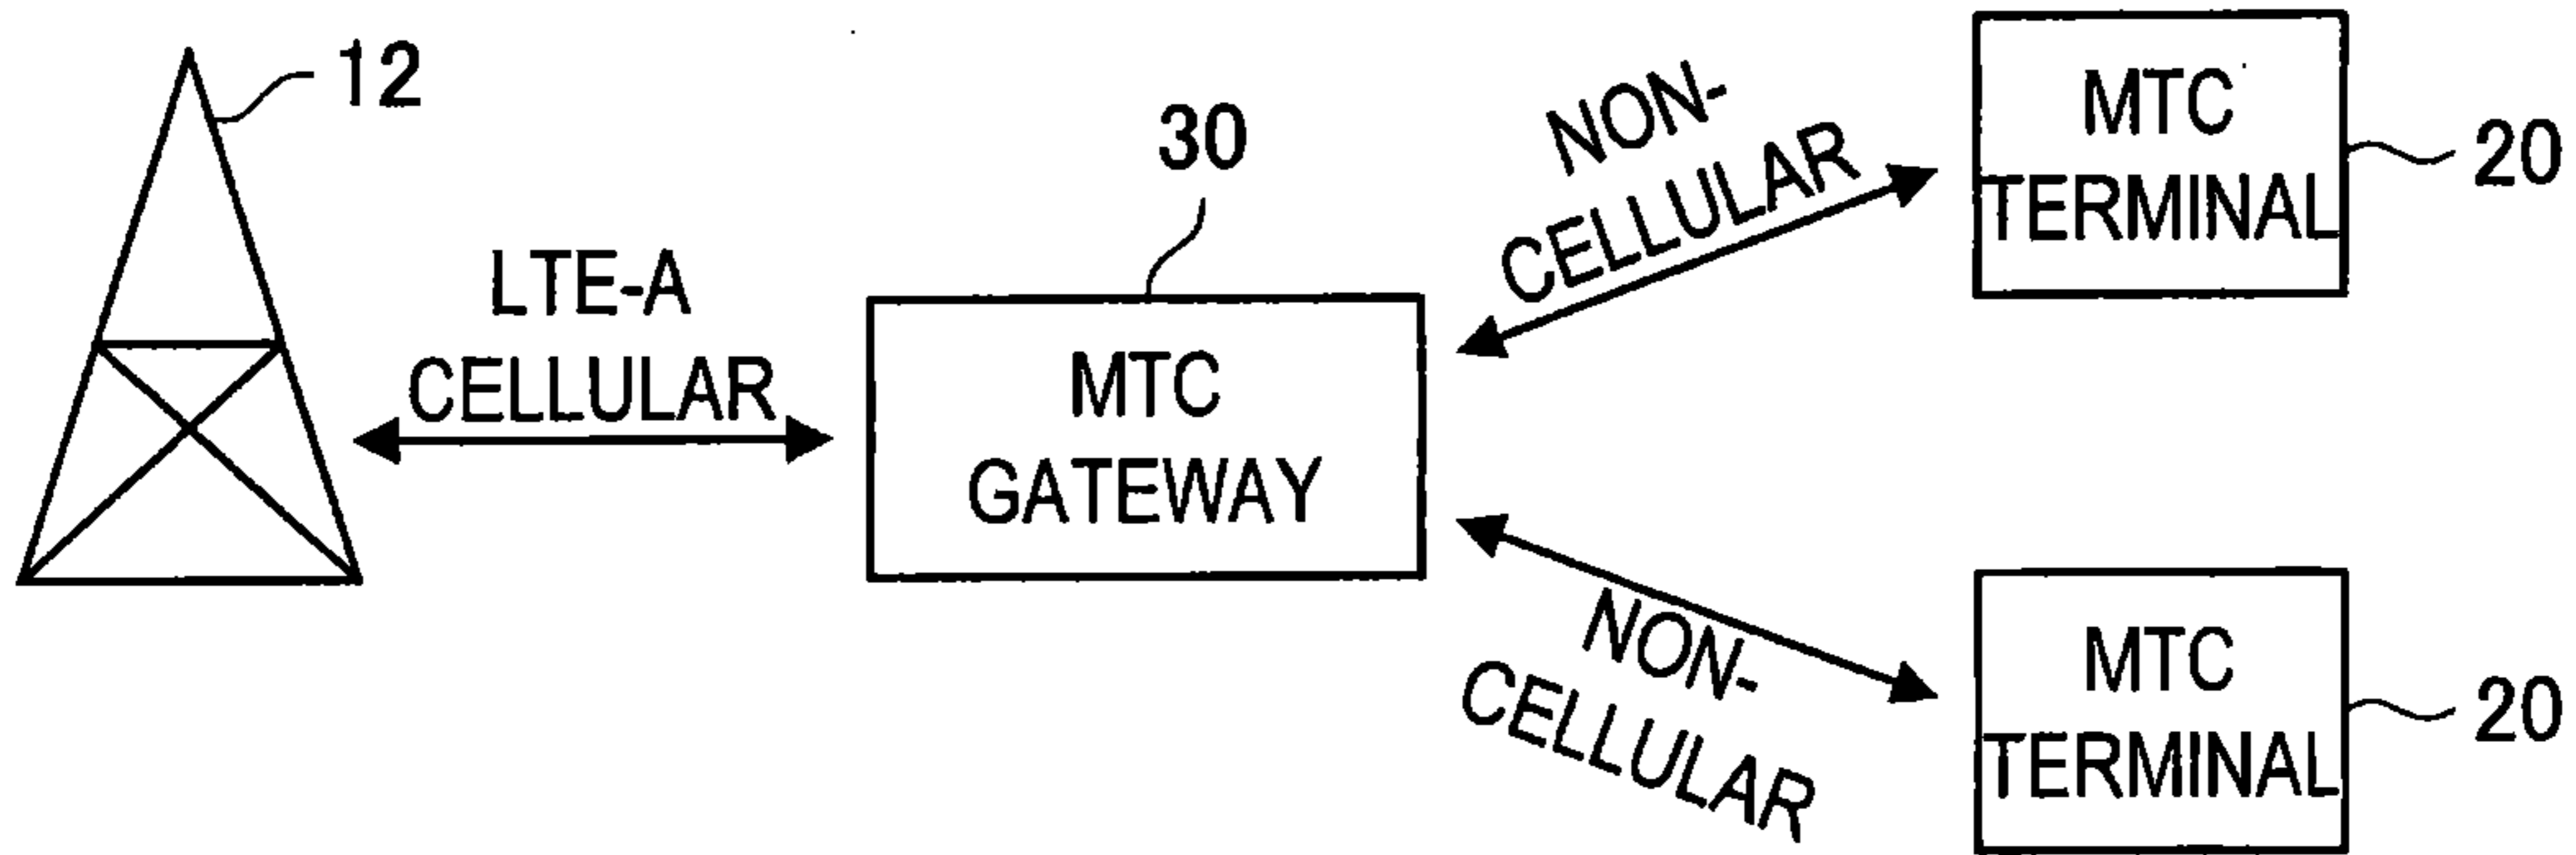 12
LTE-A
CELLULAR
30
MTC
GATEWAY
NON-
CELLULAR
MTC
TERMINAL
20
NON-
CELLULAR
MTC
TERMINAL
20